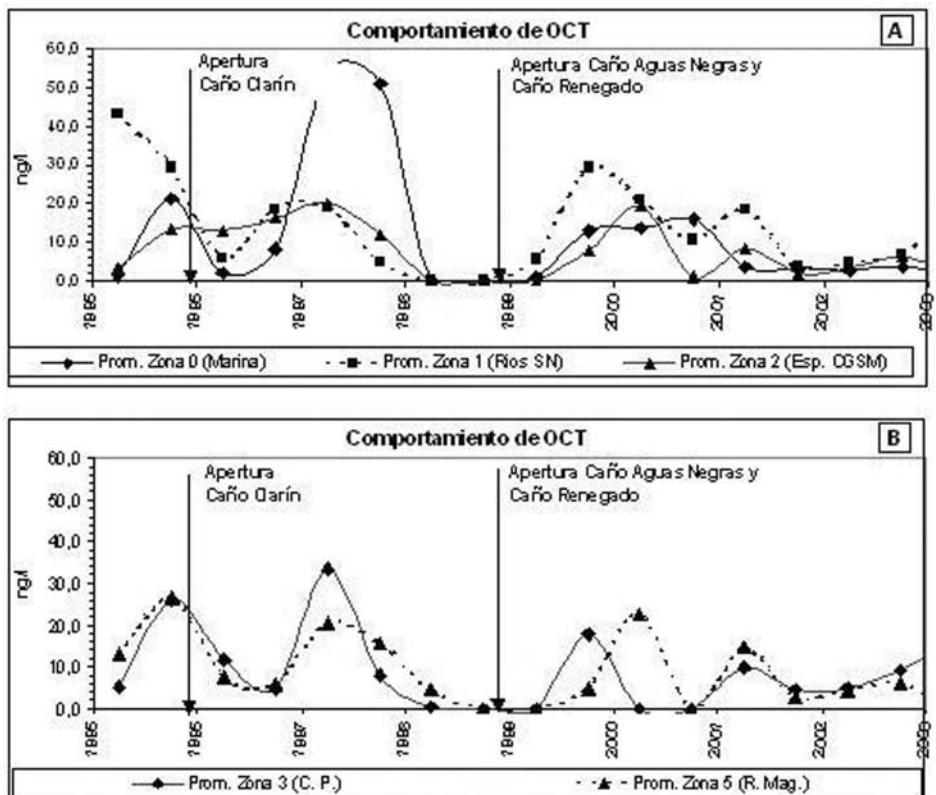 Comportamiento de OCT
A
60,0
50,0
40,0
30,0
20,0
10,0
0,0
ng/l
Apertura
Caño Clarín
Apertura Caño Aguas Negras y
Caño Renegado
1995
1996
1997
1998
1999
2000
2001
2002
2003
Prom. Zona 0 (Marina)
Prom. Zona 1 (Rios SN)
Prom. Zona 2 (Esp. CGSM)
Comportamiento de OCT
B
60,0
50,0
40,0
30,0
20,0
10,0
0,0
ng/l
Apertura
Caño Clarín
Apertura Caño Aguas Negras y
Caño Renegado
1995
1996
1997
1998
1999
2000
2001
2002
2003
Prom. Zona 3 (C. P.)
Prom. Zona 5 (R. Mag.)